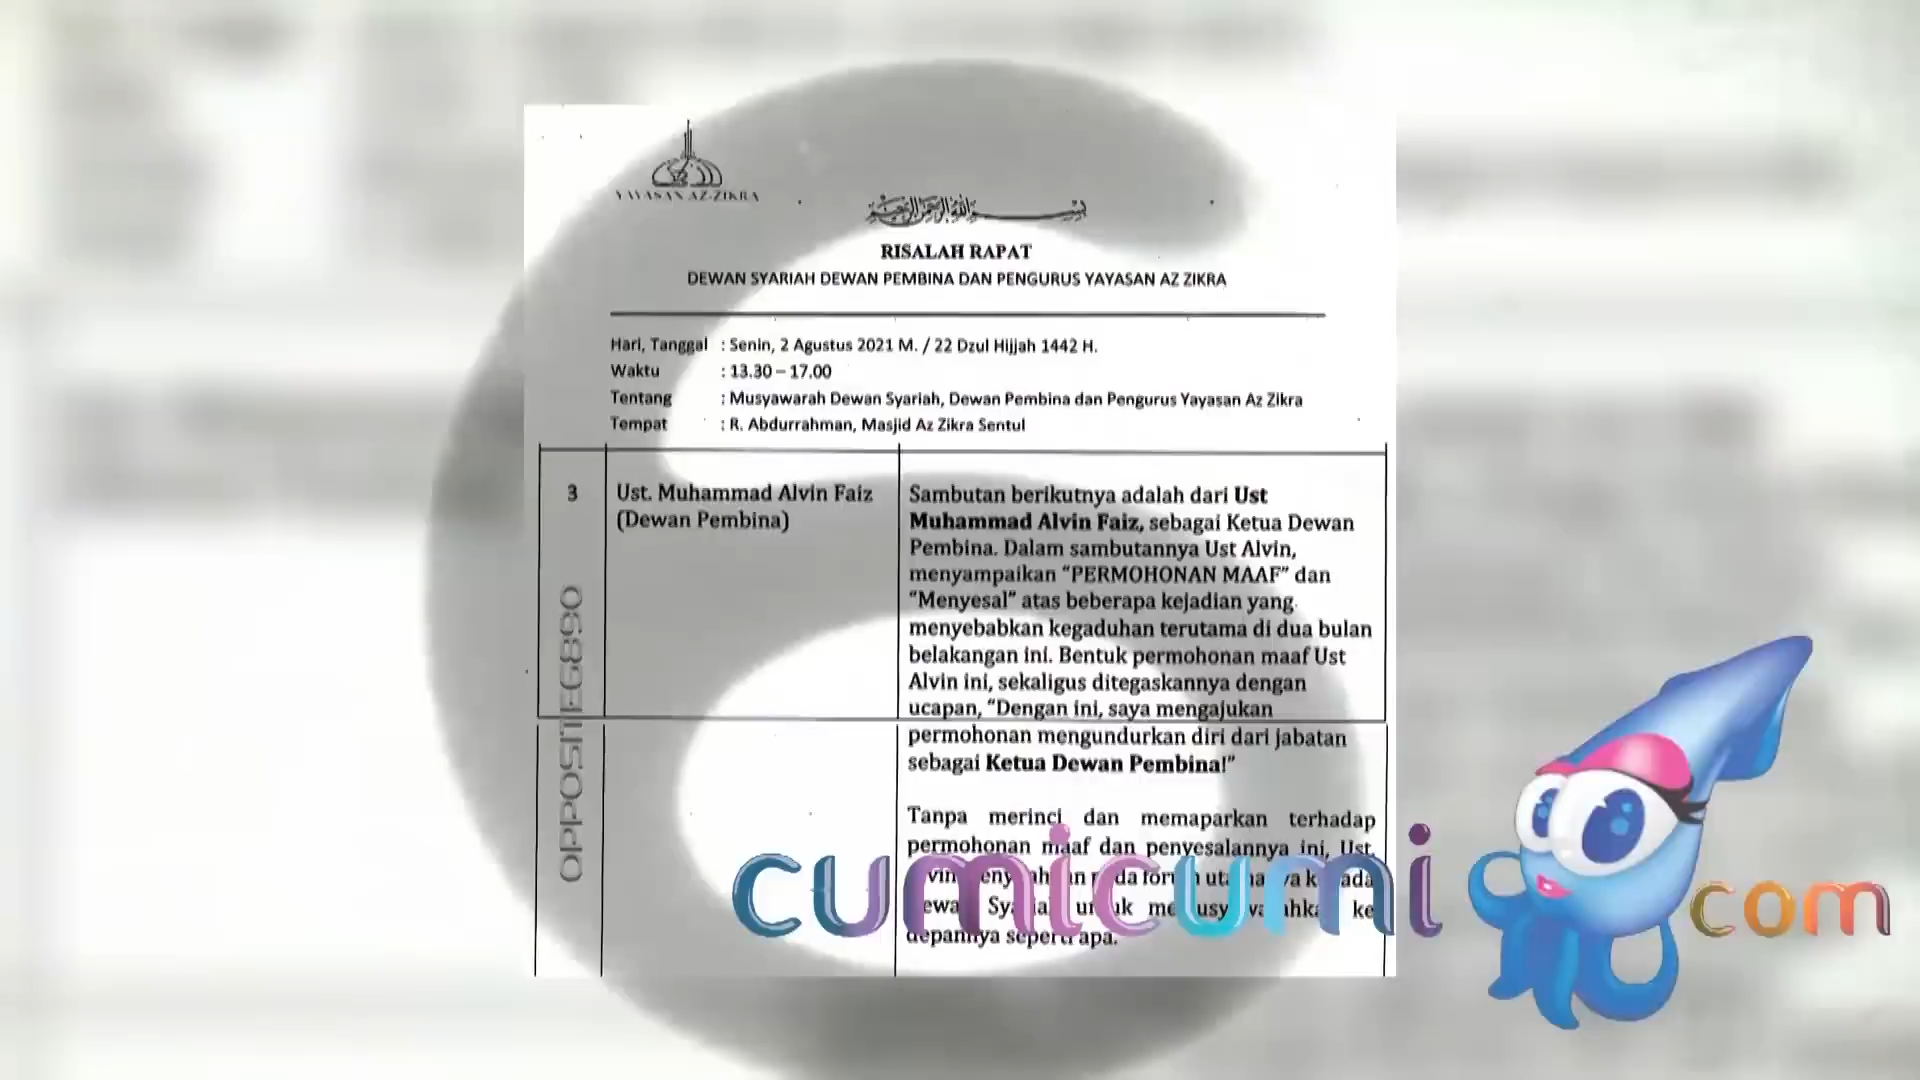 YAYASAN AZ-ZIKRA
RISALAH RAPAT
DEWAN SYARIAH DEWAN PEMBINA DAN PENGURUS YAYASAN AZ ZIKRA
Hari, Tanggal : Senin, 2 Agustus 2021 M. / 22 Dzul Hijjah 1442 H.
Waktu : 13.30 – 17.00
Tentang : Musyawarah Dewan Syariah, Dewan Pembina dan Pengurus Yayasan Az Zikra
Tempat : R. Abdurrahman, Masjid Az Zikra Sentul
3
Ust. Muhammad Alvin Faiz
(Dewan Pembina)
Sambutan berikutnya adalah dari Ust
Muhammad Alvin Faiz, sebagai Ketua Dewan
Pembina. Dalam sambutannya Ust Alvin,
menyampaikan “PERMOHONAN MAAF” dan
“Menyesal” atas beberapa kejadian yang
menyebabkan kegaduhan terutama di dua bulan
belakangan ini. Bentuk permohonan maaf Ust
Alvin ini, sekaligus ditegaskannya dengan
ucapan, “Dengan ini, saya mengajukan
permohonan mengundurkan diri dari jabatan
sebagai Ketua Dewan Pembina!”
Tanpa merinci dan memaparkan terhadap
permohonan maaf dan penyesalannya ini, Ust.
ke
depannya seperti apa.
OPPOSITE6890
cumicumi.com